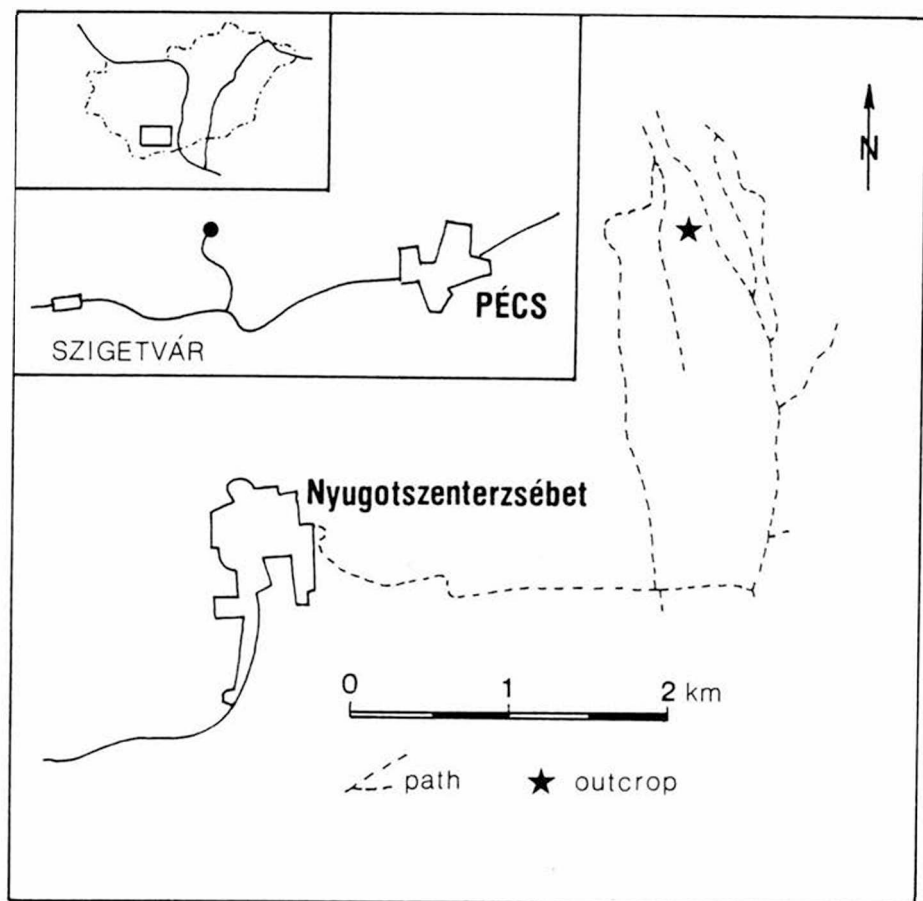 N
PÉCS
SZIGETVÁR
Nyugotszenterzsébet
0 1 2 km
path outcrop